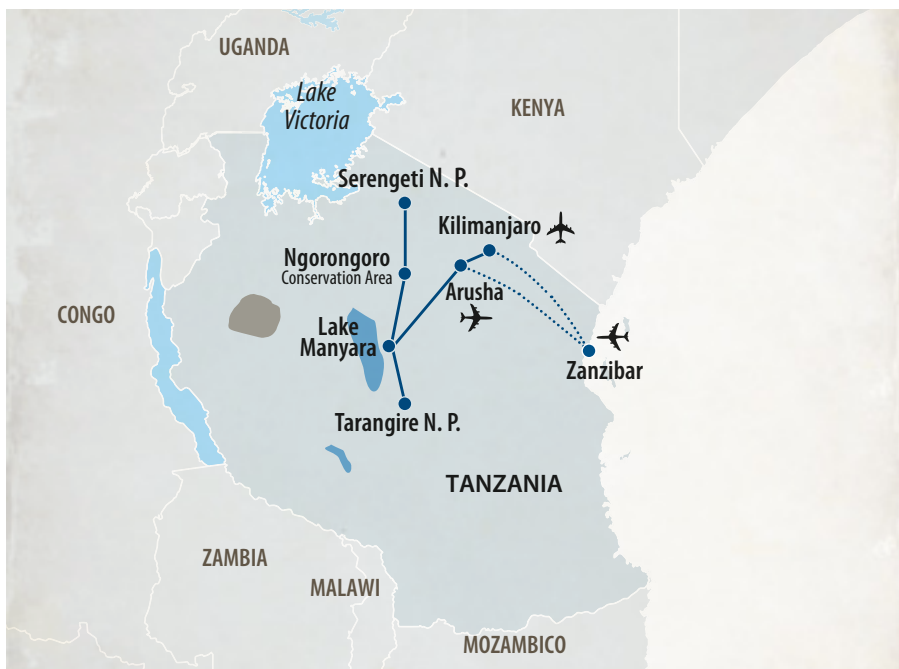 UGANDA
Lake
Victoria
KENYA
Serengeti N. P.
Kilimanjaro
Ngorongoro
Conservation Area
Arusha
CONGO
Lake
Manyara
Zanzibar
Tarangire N. P.
TANZANIA
ZAMBIA
MALAWI
MOZAMBICO